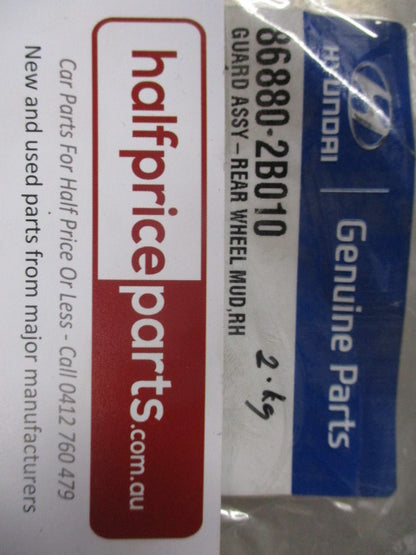 HYUNDAI
Genuine Parts
86880-2B010
GUARD ASSY-REAR WHEEL MUD,RH
2.kg
halfpriceparts.com.au
Car Parts For Half Price Or Less - Call 0412 760 479
New and used parts from major manufacturers